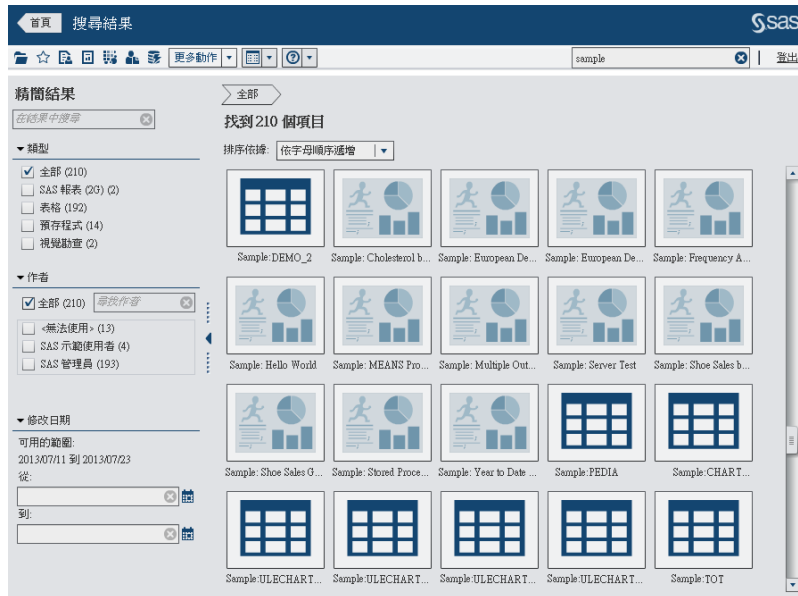 首頁 搜尋結果 sas
更多動作 sample 登出
精簡結果
在結果中搜尋
類型
全部 (210)
SAS 報表 (2G) (2)
表格 (192)
預存程式 (14)
視覺勘查 (2)
作者
全部 (210) 尋找作者
<無法使用> (13)
SAS 示範使用者 (4)
SAS 管理員 (193)
修改日期
可用的範圍:
2013/07/11 到 2013/07/23
從:
到:
全部
找到 210 個項目
排序依據: 依字母順序遞增
Sample:DEMO_2 Sample: Cholesterol b... Sample: European De... Sample: European De... Sample: Frequency A...
Sample: Hello World Sample: MEANS Pro... Sample: Multiple Out... Sample: Server Test Sample: Shoe Sales b...
Sample: Shoe Sales G... Sample: Stored Proce... Sample: Year to Date ... Sample:PEDIA Sample:CHART...
Sample:ULECHART... Sample:ULECHART... Sample:ULECHART... Sample:ULECHART... Sample:TOT